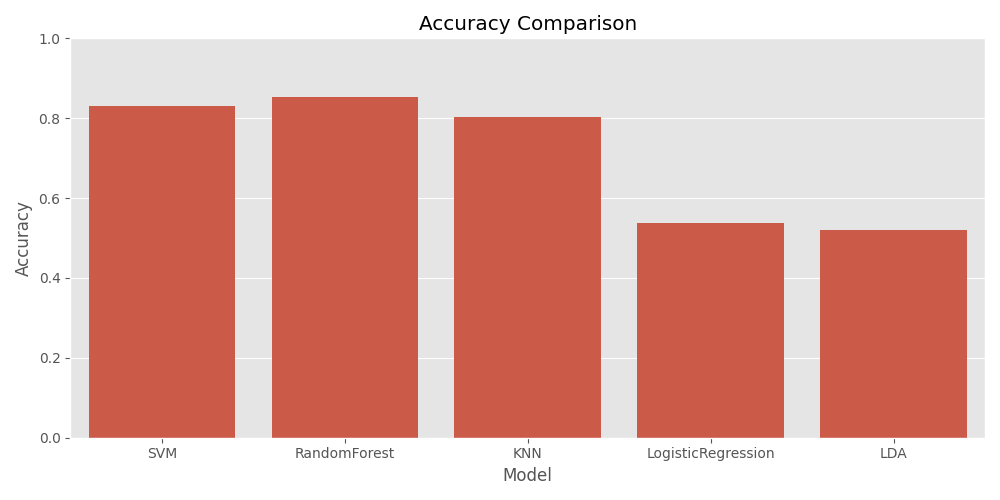 Accuracy Comparison
1.0
0.8
0.6
0.4
0.2
0.0
Accuracy
SVM
RandomForest
KNN
LogisticRegression
LDA
Model